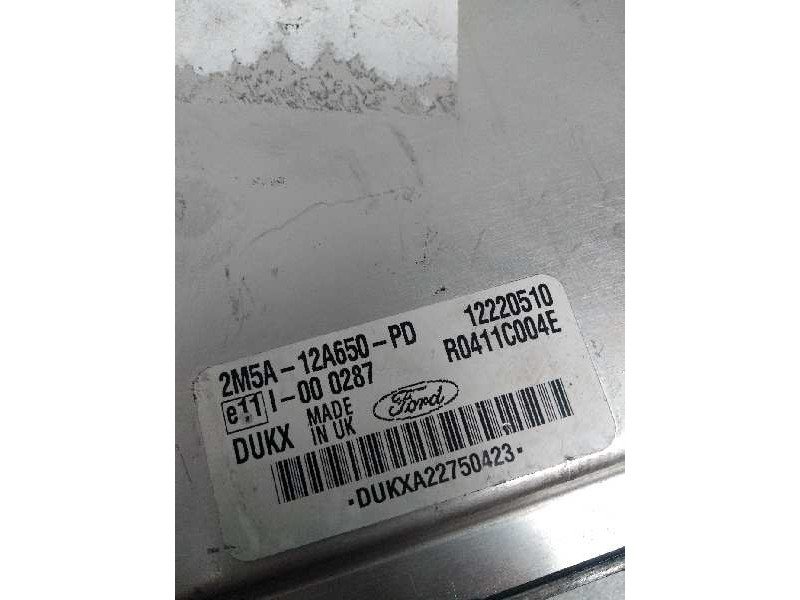 2M5A-12A650-PD 12220510
e11 I-00 0287 R0411C004E
DUKX MADE IN UK Ford
·DUKXA22750423·